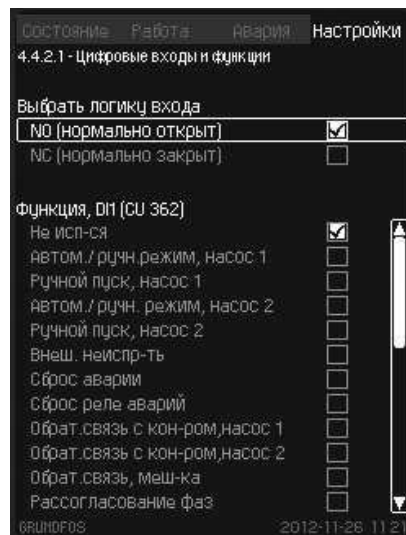 Состояние Работа Авария Настройки
4.4.2.1 - Цифровые входы и функции
Выбрать логику входа
NO (нормально открыт)
NC (нормально закрыт)
Функция, DI1 (CU 362)
Не исп-ся
Автом./ручн.режим, насос 1
Ручной пуск, насос 1
Автом./ручн. режим, насос 2
Ручной пуск, насос 2
Внеш. неиспр-ть
Сброс аварии
Сброс реле аварий
Обрат.связь с кон-ром,насос 1
Обрат.связь с кон-ром,насос 2
Обрат.связь, меш-ка
Рассогласование фаз
GRUNDFOS 2012-11-26 11:21